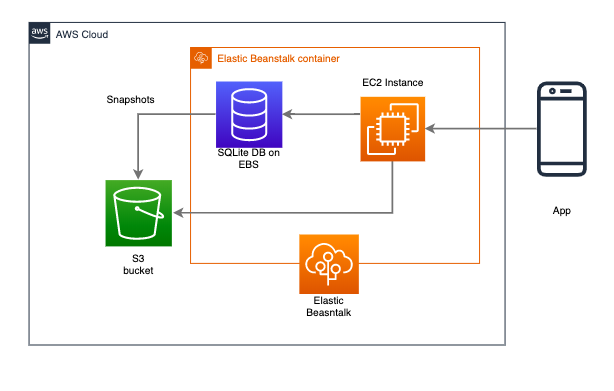 aws
AWS Cloud
Elastic Beanstalk container
EC2 Instance
Snapshots
SQLite DB on
EBS
App
S3
bucket
Elastic
Beasntalk